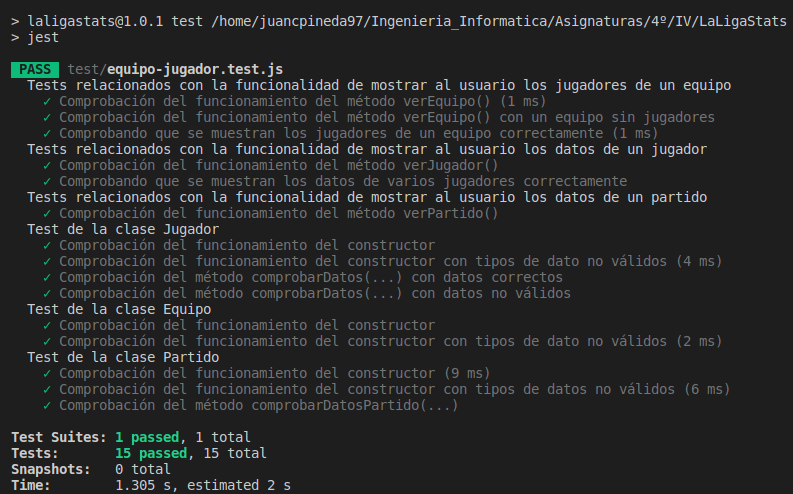 > laligastats@1.0.1 test /home/juancpineda97/Ingenieria_Informatica/Asignaturas/4º/IV/LaLigaStats
> jest
PASS test/equipo-jugador.test.js
Tests relacionados con la funcionalidad de mostrar al usuario los jugadores de un equipo
✓ Comprobación del funcionamiento del método verEquipo() (1 ms)
✓ Comprobación del funcionamiento del método verEquipo() con un equipo sin jugadores
✓ Comprobando que se muestran los jugadores de un equipo correctamente (1 ms)
Tests relacionados con la funcionalidad de mostrar al usuario los datos de un jugador
✓ Comprobación del funcionamiento del método verJugador()
✓ Comprobando que se muestran los datos de varios jugadores correctamente
Tests relacionados con la funcionalidad de mostrar al usuario los datos de un partido
✓ Comprobación del funcionamiento del método verPartido()
Test de la clase Jugador
✓ Comprobación del funcionamiento del constructor
✓ Comprobación del funcionamiento del constructor con tipos de dato no válidos (4 ms)
✓ Comprobación del método comprobarDatos(...) con datos correctos
✓ Comprobación del método comprobarDatos(...) con datos no válidos
Test de la clase Equipo
✓ Comprobación del funcionamiento del constructor
✓ Comprobación del funcionamiento del constructor con tipos de dato no válidos (2 ms)
Test de la clase Partido
✓ Comprobación del funcionamiento del constructor (9 ms)
✓ Comprobación del funcionamiento del constructor con tipos de datos no válidos (6 ms)
✓ Comprobación del método comprobarDatosPartido(...)
Test Suites: 1 passed, 1 total
Tests: 15 passed, 15 total
Snapshots: 0 total
Time: 1.305 s, estimated 2 s